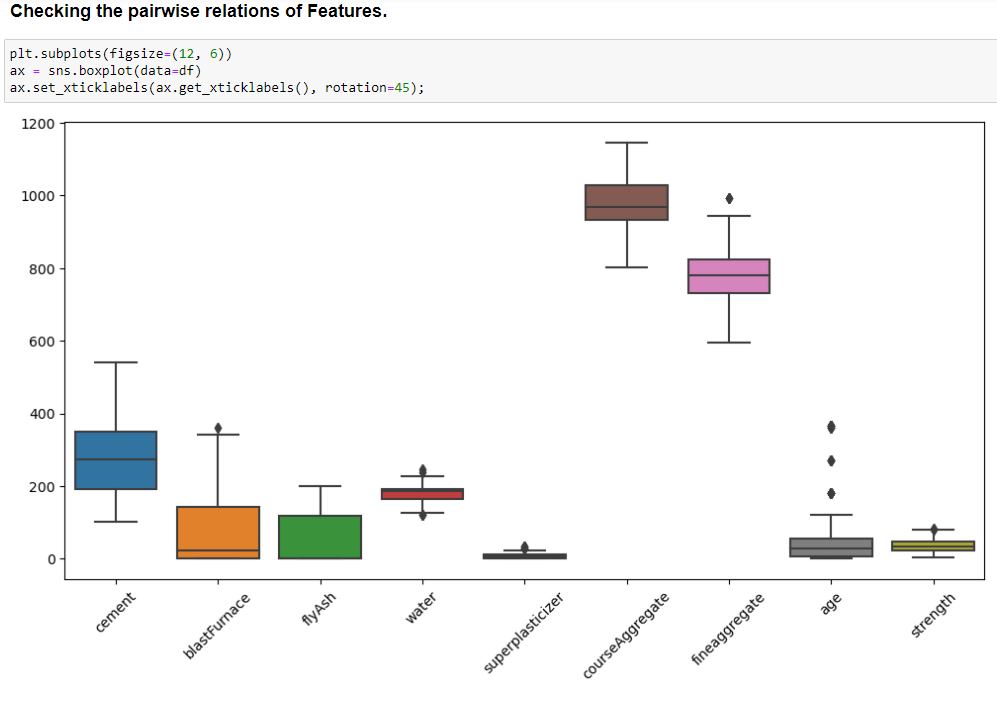 Checking the pairwise relations of Features.
plt.subplots(figsize=(12, 6))
ax = sns.boxplot(data=df)
ax.set_xticklabels(ax.get_xticklabels(), rotation=45);
1200
1000
800
600
400
200
0
cement
blastFurnace
flyAsh
water
superplasticizer
courseAggregate
fineaggregate
age
strength